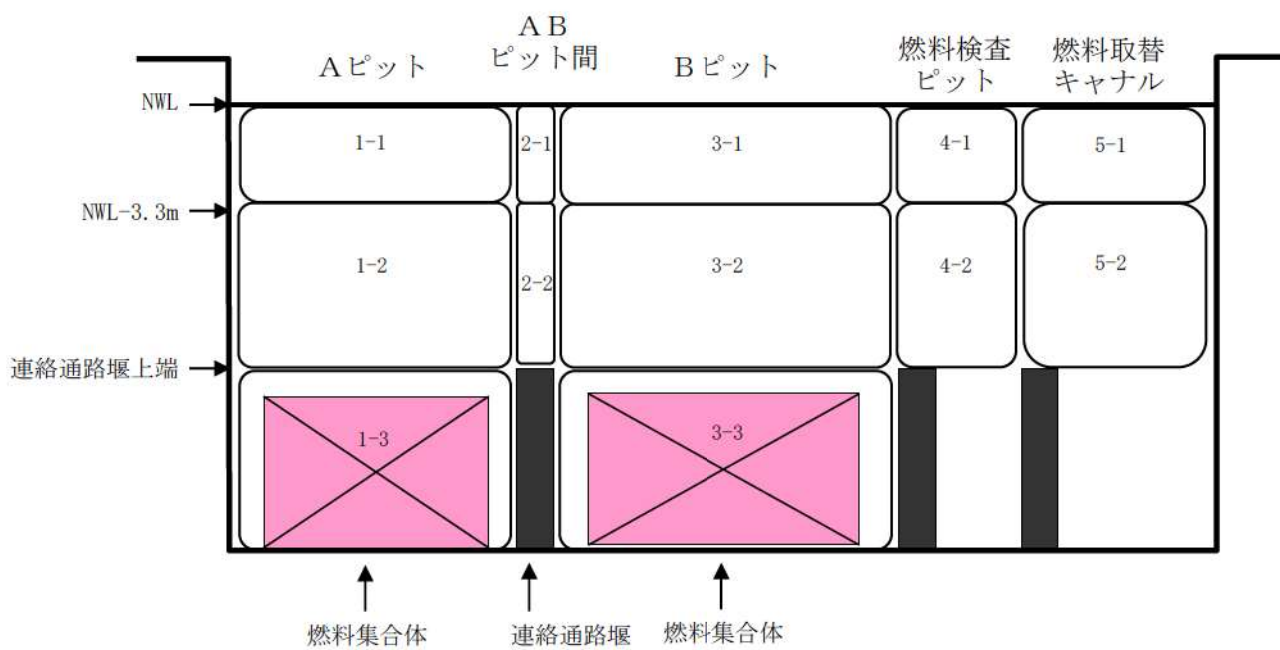 ＡＢ
ピット間
Ａピット
Ｂピット
燃料検査
ピット
燃料取替
キャナル
NWL
1-1
2-1
3-1
4-1
5-1
NWL-3.3m
1-2
2-2
3-2
4-2
5-2
連絡通路堰上端
1-3
3-3
燃料集合体
連絡通路堰
燃料集合体